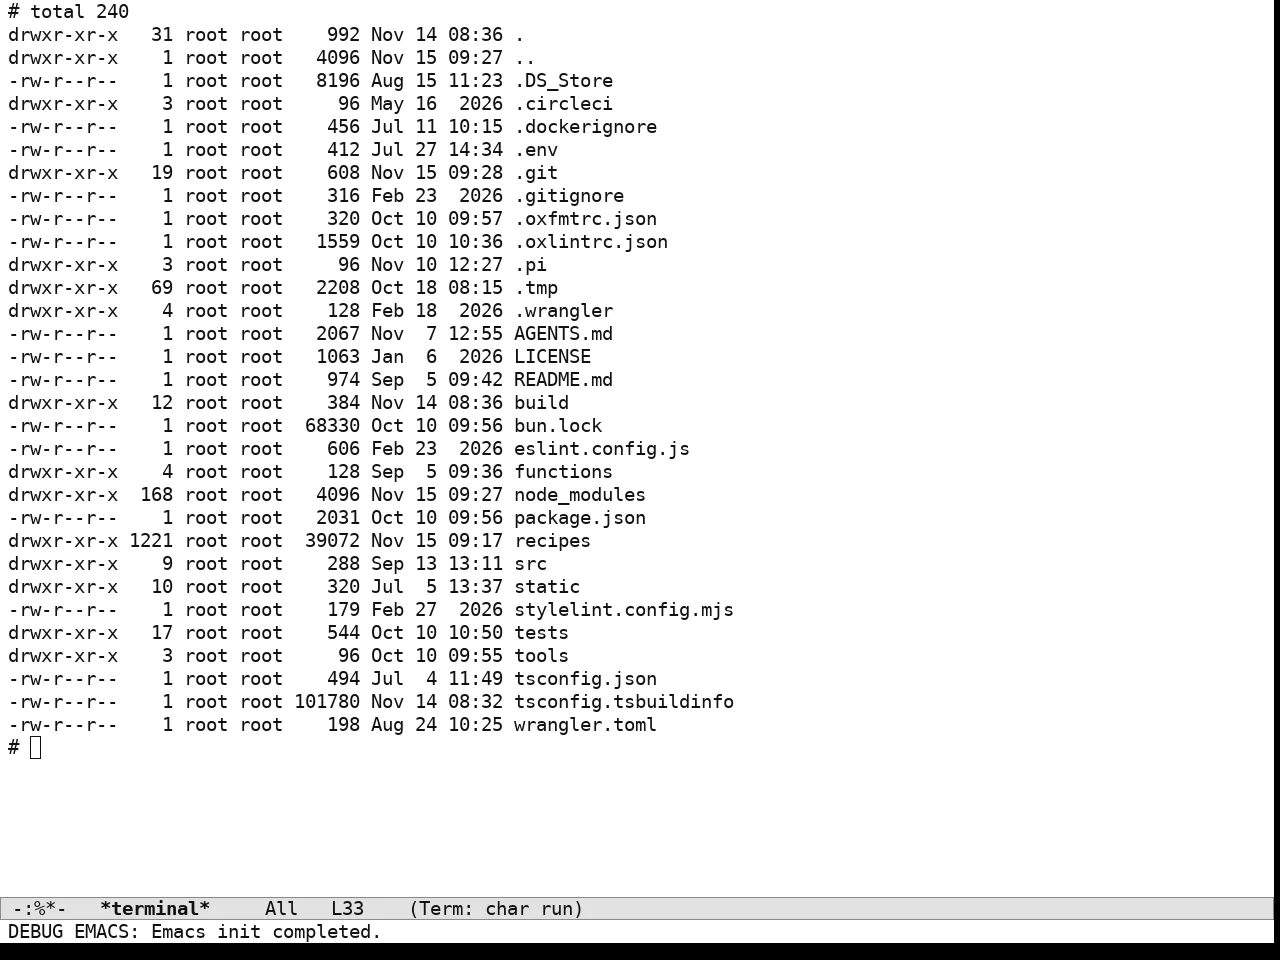 # total 240
drwxr-xr-x   31 root root    992 Nov 14 08:36 .
drwxr-xr-x    1 root root   4096 Nov 15 09:27 ..
-rw-r--r--    1 root root   8196 Aug 15 11:23 .DS_Store
drwxr-xr-x    3 root root     96 May 16  2026 .circleci
-rw-r--r--    1 root root    456 Jul 11 10:15 .dockerignore
-rw-r--r--    1 root root    412 Jul 27 14:34 .env
drwxr-xr-x   19 root root    608 Nov 15 09:28 .git
-rw-r--r--    1 root root    316 Feb 23  2026 .gitignore
-rw-r--r--    1 root root    320 Oct 10 09:57 .oxfmtrc.json
-rw-r--r--    1 root root   1559 Oct 10 10:36 .oxlintrc.json
drwxr-xr-x    3 root root     96 Nov 10 12:27 .pi
drwxr-xr-x   69 root root   2208 Oct 18 08:15 .tmp
drwxr-xr-x    4 root root    128 Feb 18  2026 .wrangler
-rw-r--r--    1 root root   2067 Nov  7 12:55 AGENTS.md
-rw-r--r--    1 root root   1063 Jan  6  2026 LICENSE
-rw-r--r--    1 root root    974 Sep  5 09:42 README.md
drwxr-xr-x   12 root root    384 Nov 14 08:36 build
-rw-r--r--    1 root root  68330 Oct 10 09:56 bun.lock
-rw-r--r--    1 root root    606 Feb 23  2026 eslint.config.js
drwxr-xr-x    4 root root    128 Sep  5 09:36 functions
drwxr-xr-x  168 root root   4096 Nov 15 09:27 node_modules
-rw-r--r--    1 root root   2031 Oct 10 09:56 package.json
drwxr-xr-x 1221 root root  39072 Nov 15 09:17 recipes
drwxr-xr-x    9 root root    288 Sep 13 13:11 src
drwxr-xr-x   10 root root    320 Jul  5 13:37 static
-rw-r--r--    1 root root    179 Feb 27  2026 stylelint.config.mjs
drwxr-xr-x   17 root root    544 Oct 10 10:50 tests
drwxr-xr-x    3 root root     96 Oct 10 09:55 tools
-rw-r--r--    1 root root    494 Jul  4 11:49 tsconfig.json
-rw-r--r--    1 root root 101780 Nov 14 08:32 tsconfig.tsbuildinfo
-rw-r--r--    1 root root    198 Aug 24 10:25 wrangler.toml
#
-:%*-   *terminal*     All   L33    (Term: char run)
DEBUG EMACS: Emacs init completed.